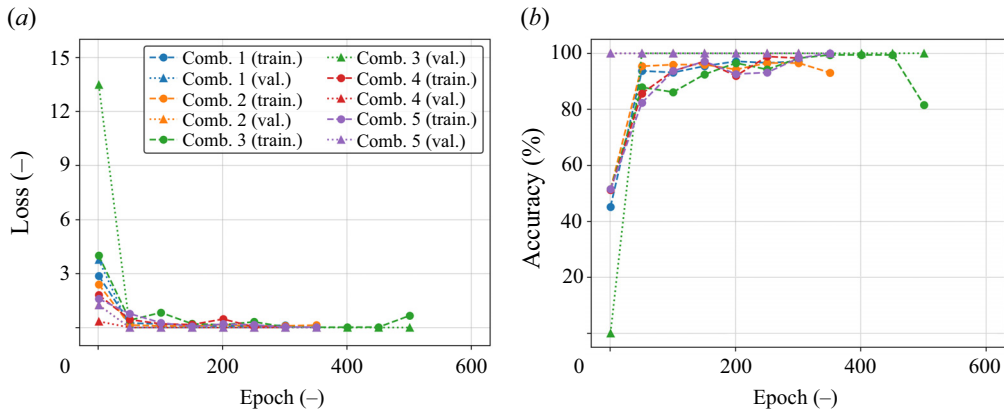 (a)
15
12
9
6
3
0
200
400
600
Loss (–)
Epoch (–)
Comb. 1 (train.)
Comb. 1 (val.)
Comb. 2 (train.)
Comb. 2 (val.)
Comb. 3 (train.)
Comb. 3 (val.)
Comb. 4 (train.)
Comb. 4 (val.)
Comb. 5 (train.)
Comb. 5 (val.)
(b)
100
80
60
40
20
0
200
400
600
Accuracy (%)
Epoch (–)